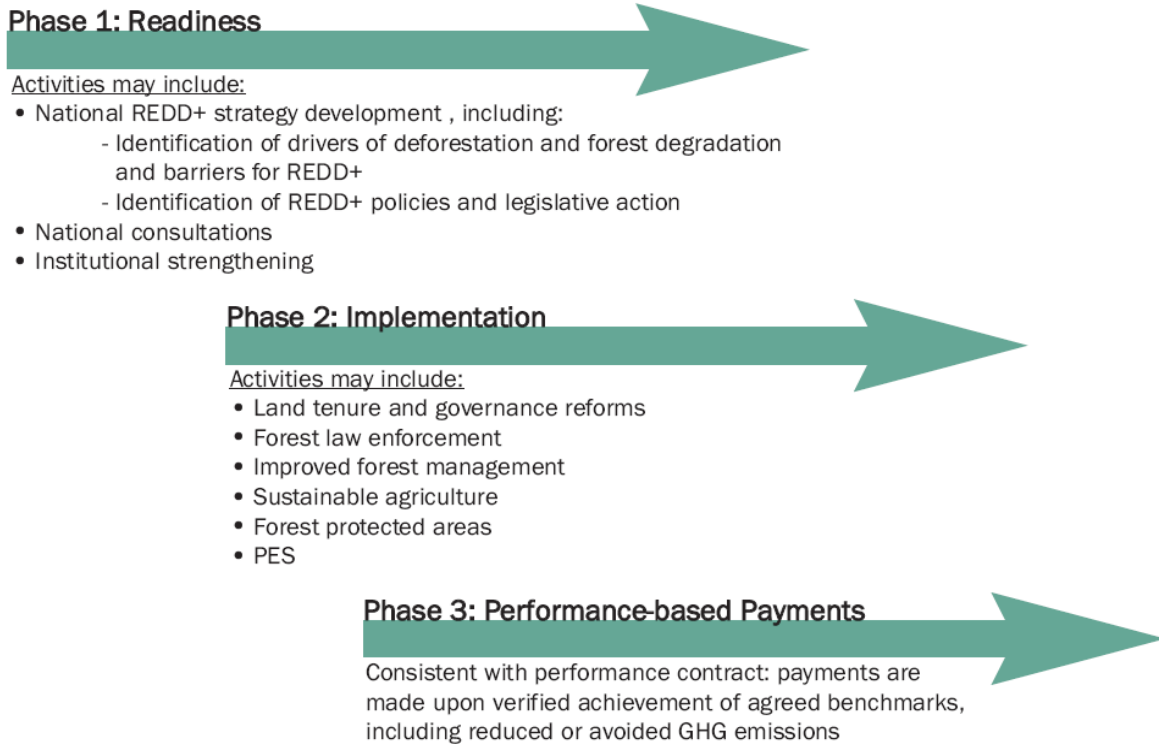 Phase 1: Readiness
Activities may include:
• National REDD+ strategy development , including:
- Identification of drivers of deforestation and forest degradation
and barriers for REDD+
- Identification of REDD+ policies and legislative action
• National consultations
• Institutional strengthening
Phase 2: Implementation
Activities may include:
• Land tenure and governance reforms
• Forest law enforcement
• Improved forest management
• Sustainable agriculture
• Forest protected areas
• PES
Phase 3: Performance-based Payments
Consistent with performance contract: payments are
made upon verified achievement of agreed benchmarks,
including reduced or avoided GHG emissions